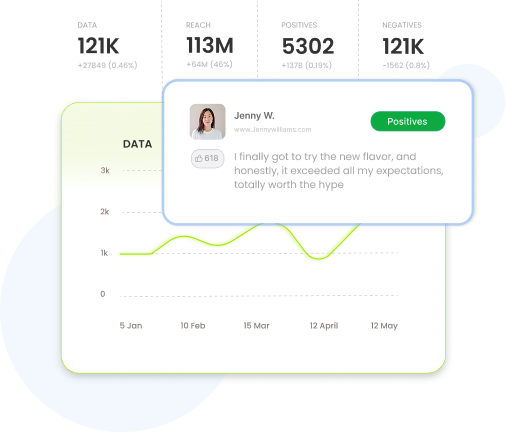 DATA
121K
+27849 (0.46%)
REACH
113M
+64M (46%)
POSITIVES
5302
+1378 (0.19%)
NEGATIVES
121K
-1562 (0.8%)
Jenny W.
www.Jennywilliams.com
Positives
618
I finally got to try the new flavor, and
honestly, it exceeded all my expectations,
totally worth the hype
DATA
3k
2k
1k
0
5 Jan
10 Feb
15 Mar
12 April
12 May